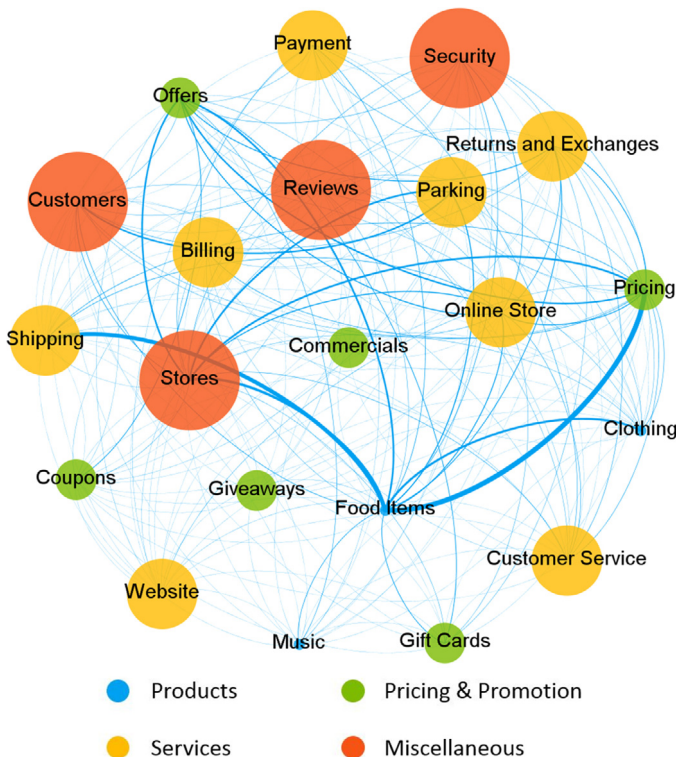 Payment
Security
Offers
Returns and Exchanges
Reviews
Parking
Customers
Billing
Pricing
Online Store
Shipping
Commercials
Stores
Clothing
Coupons
Giveaways
Food Items
Customer Service
Website
Music
Gift Cards
Products
Pricing & Promotion
Services
Miscellaneous